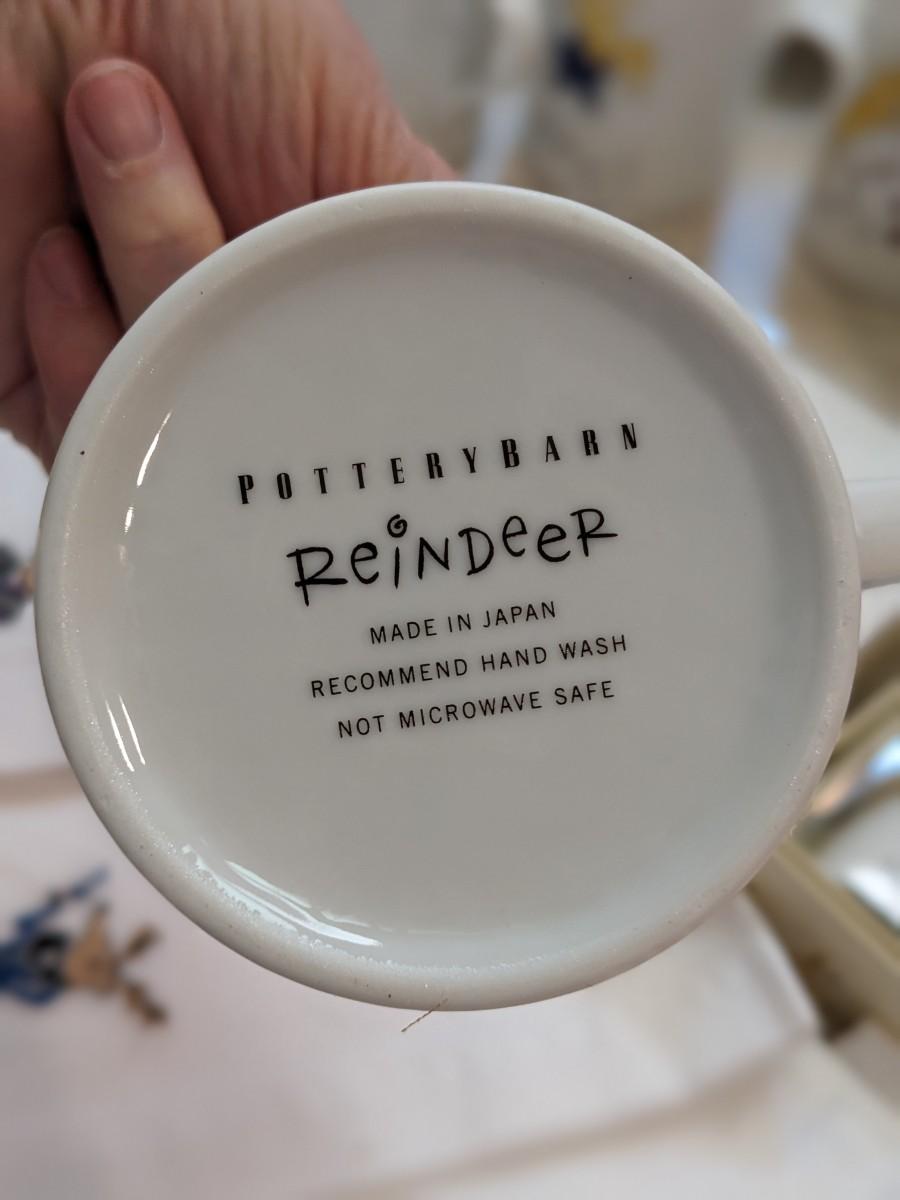 POTTERYBARN
REiNDeeR
MADE IN JAPAN
RECOMMEND HAND WASH
NOT MICROWAVE SAFE